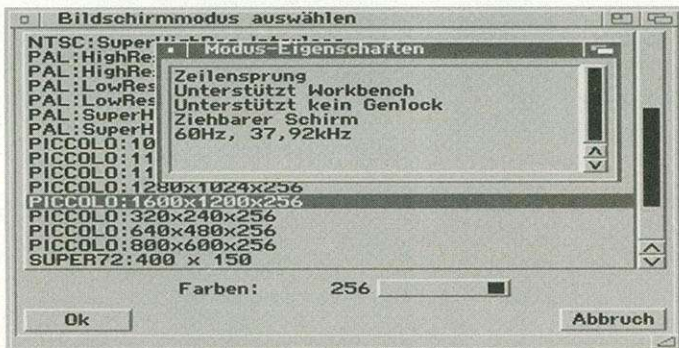 Bildschirmmodus auswählen
NTSC:SuperHighRes Interlace
Modus-Eigenschaften
PAL:HighRe
PAL:HighRe
PAL:LowRes
PAL:LowRes
PAL:SuperH
PAL:SuperH
PICCOLO:10
PICCOLO:11
PICCOLO:11
Zeilensprung
Unterstützt Workbench
Unterstützt kein Genlock
Ziehbarer Schirm
60Hz, 37,92kHz
PICCOLO:1280x1024x256
PICCOLO:1600x1200x256
PICCOLO:320x240x256
PICCOLO:640x480x256
PICCOLO:800x600x256
SUPER72:400 x 150
Farben: 256
Ok
Abbruch